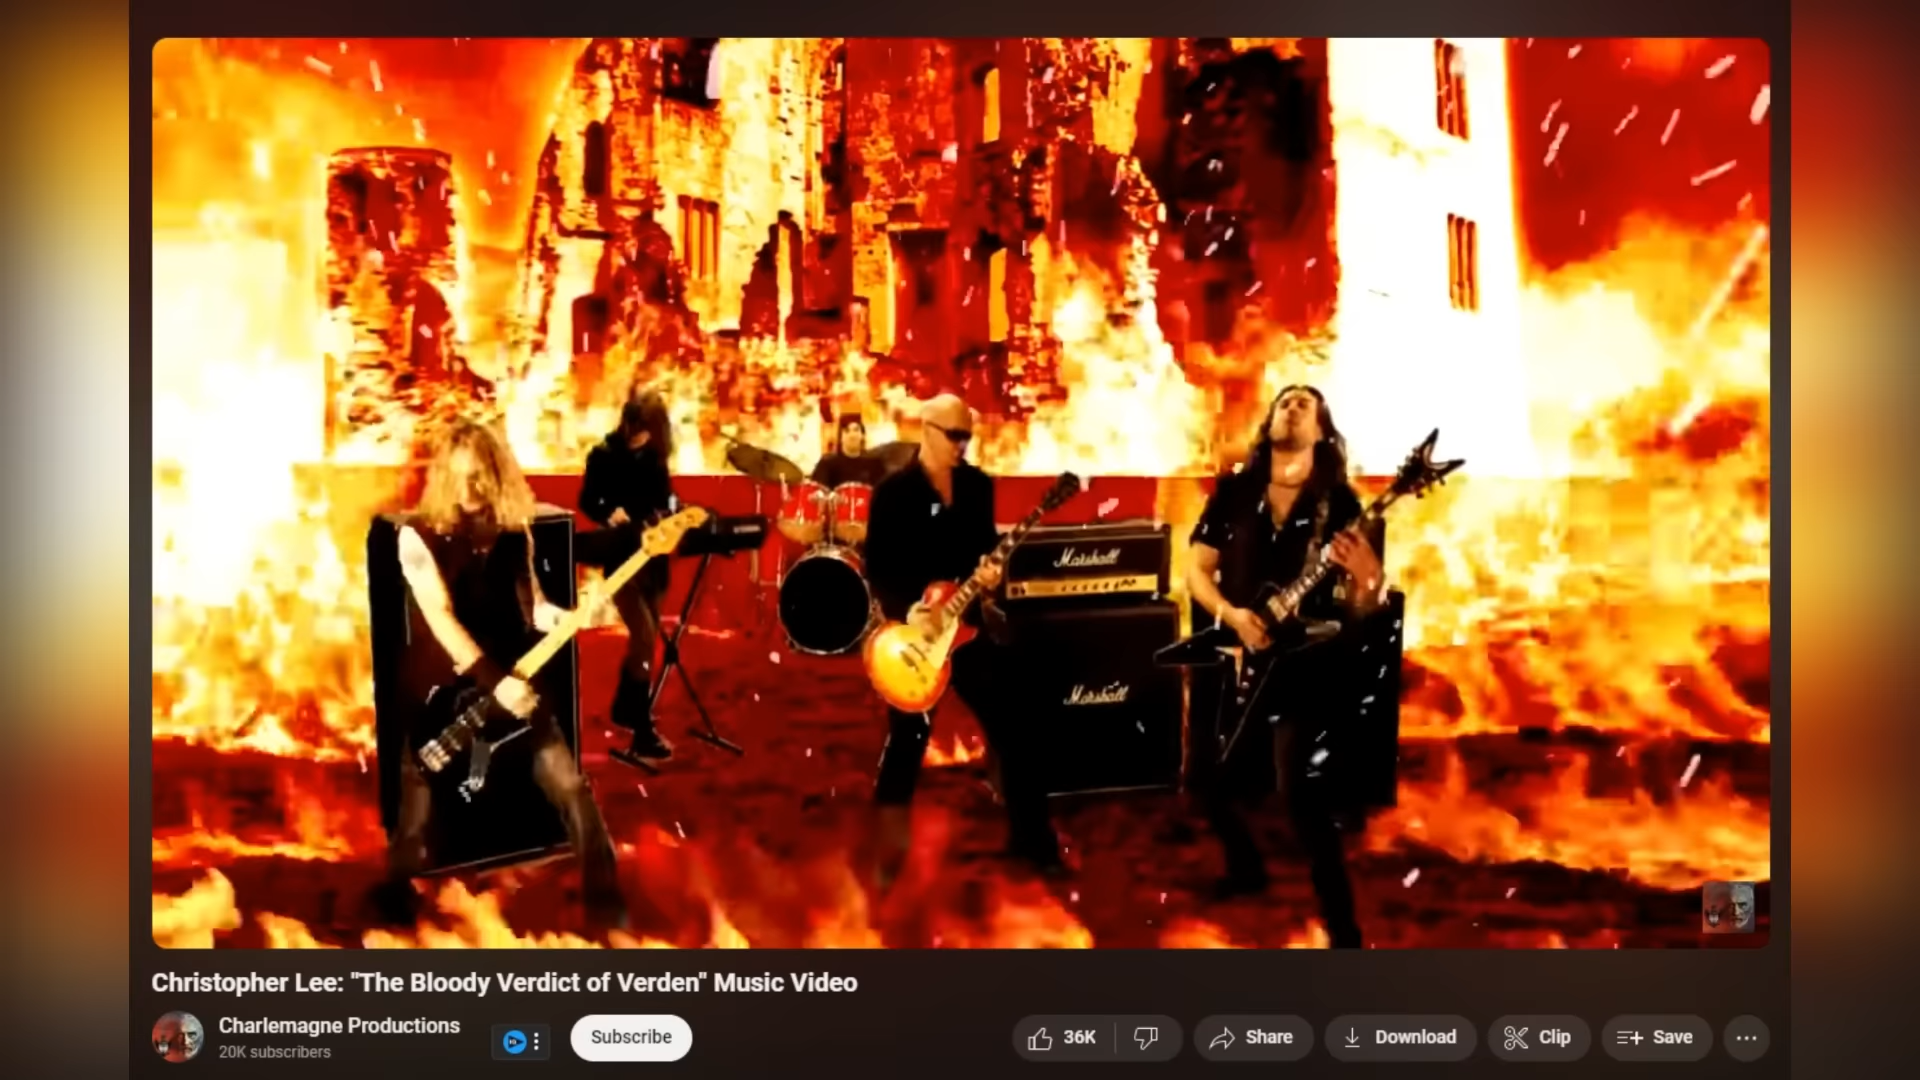 Marshall
Marshall
Christopher Lee: "The Bloody Verdict of Verden" Music Video
Charlemagne Productions
20K subscribers
Subscribe
36K
Share
Download
Clip
Save